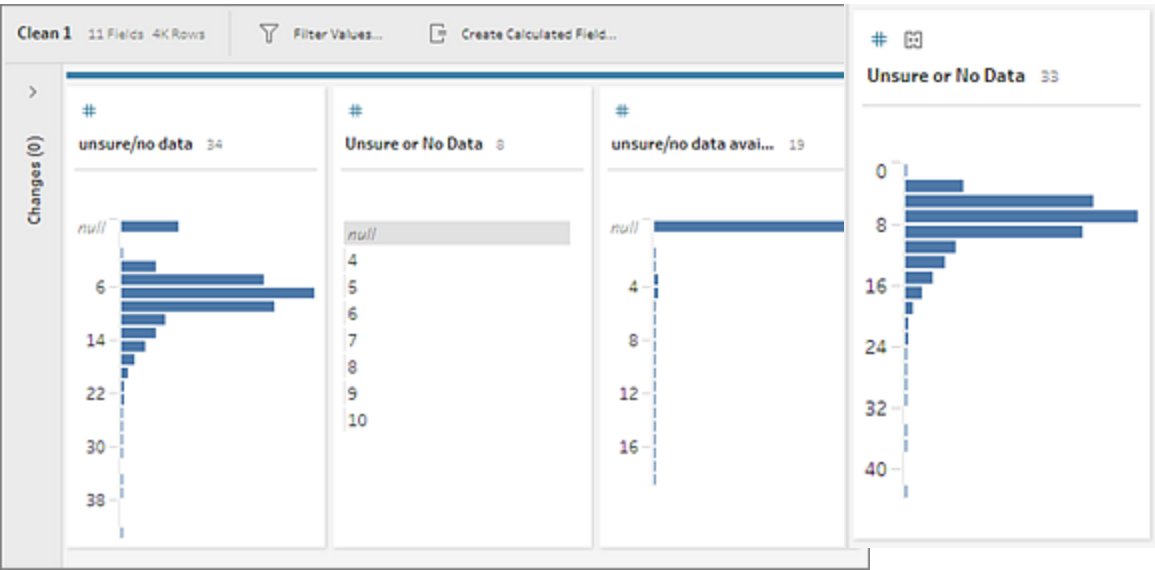 Clean 1 11 Fields 4K Rows Filter Values... Create Calculated Field...
Changes (0)
#
unsure/no data 34
null
6
14
22
30
38
#
Unsure or No Data 8
null
4
5
6
7
8
9
10
#
unsure/no data avai... 19
null
4
8
12
16
#
Unsure or No Data 33
0
8
16
24
32
40